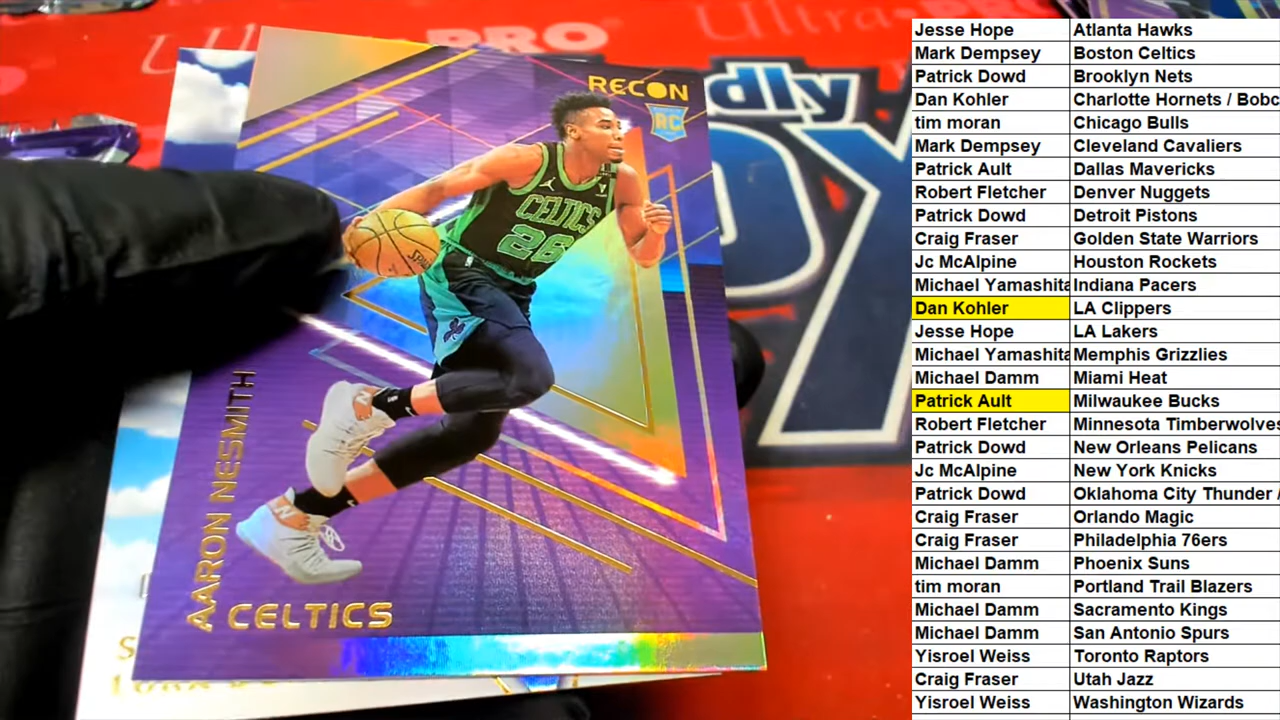 Ultra PRO
Ultra PRO
dly
RECON
RC
CELTICS
26
AARON NESMITH
CELTICS
Jesse Hope Atlanta Hawks
Mark Dempsey Boston Celtics
Patrick Dowd Brooklyn Nets
Dan Kohler Charlotte Hornets / Bobc
tim moran Chicago Bulls
Mark Dempsey Cleveland Cavaliers
Patrick Ault Dallas Mavericks
Robert Fletcher Denver Nuggets
Patrick Dowd Detroit Pistons
Craig Fraser Golden State Warriors
Jc McAlpine Houston Rockets
Michael Yamashita Indiana Pacers
Dan Kohler LA Clippers
Jesse Hope LA Lakers
Michael Yamashita Memphis Grizzlies
Michael Damm Miami Heat
Patrick Ault Milwaukee Bucks
Robert Fletcher Minnesota Timberwolves
Patrick Dowd New Orleans Pelicans
Jc McAlpine New York Knicks
Patrick Dowd Oklahoma City Thunder /
Craig Fraser Orlando Magic
Craig Fraser Philadelphia 76ers
Michael Damm Phoenix Suns
tim moran Portland Trail Blazers
Michael Damm Sacramento Kings
Michael Damm San Antonio Spurs
Yisroel Weiss Toronto Raptors
Craig Fraser Utah Jazz
Yisroel Weiss Washington Wizards